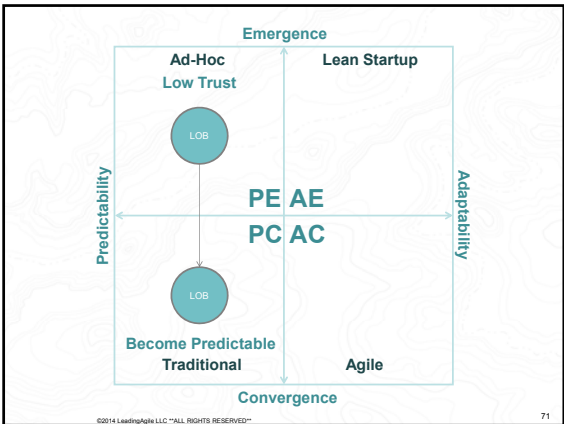 Emergence
Ad-Hoc
Lean Startup
Low Trust
LOB
Predictability
Adaptability
PE AE
PC AC
LOB
Become Predictable
Traditional
Agile
Convergence
©2014 LeadingAgile LLC **ALL RIGHTS RESERVED**
71